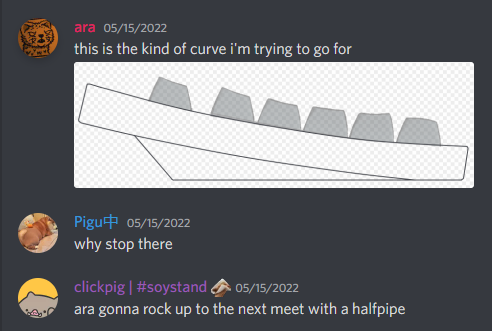 ara 05/15/2022
this is the kind of curve i'm trying to go for
Pigu中 05/15/2022
why stop there
clickpig | #soystand 05/15/2022
ara gonna rock up to the next meet with a halfpipe